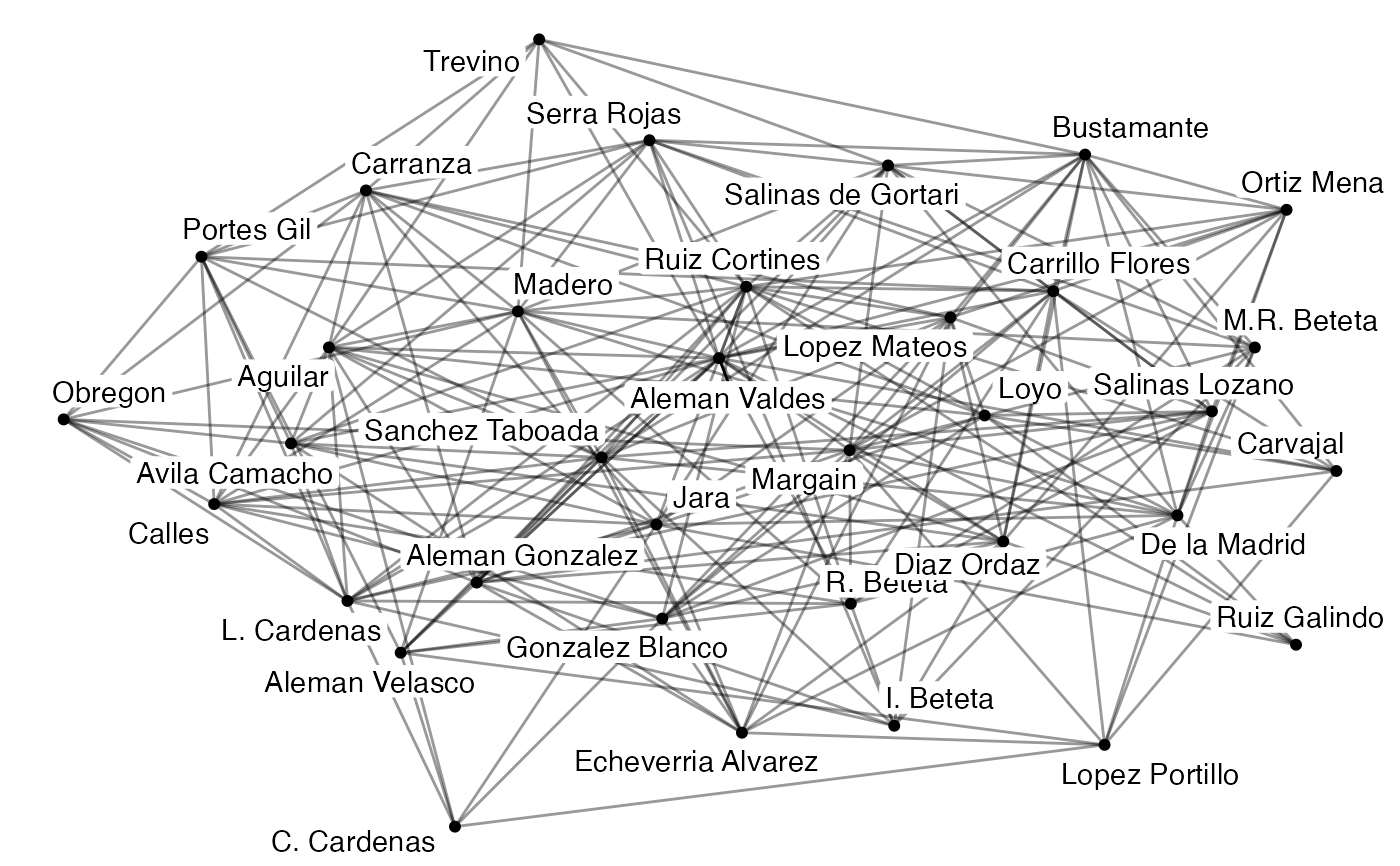 Trevino
Serra Rojas
Bustamante
Carranza
Ortiz Mena
Salinas de Gortari
Portes Gil
Ruiz Cortines
Carrillo Flores
Madero
M.R. Beteta
Lopez Mateos
Aguilar
Obregon
Loyo
Salinas Lozano
Aleman Valdes
Sanchez Taboada
Carvajal
Avila Camacho
Margain
Jara
Calles
De la Madrid
Aleman Gonzalez
Diaz Ordaz
R. Beteta
Ruiz Galindo
L. Cardenas
Gonzalez Blanco
Aleman Velasco
I. Beteta
Echeverria Alvarez
Lopez Portillo
C. Cardenas